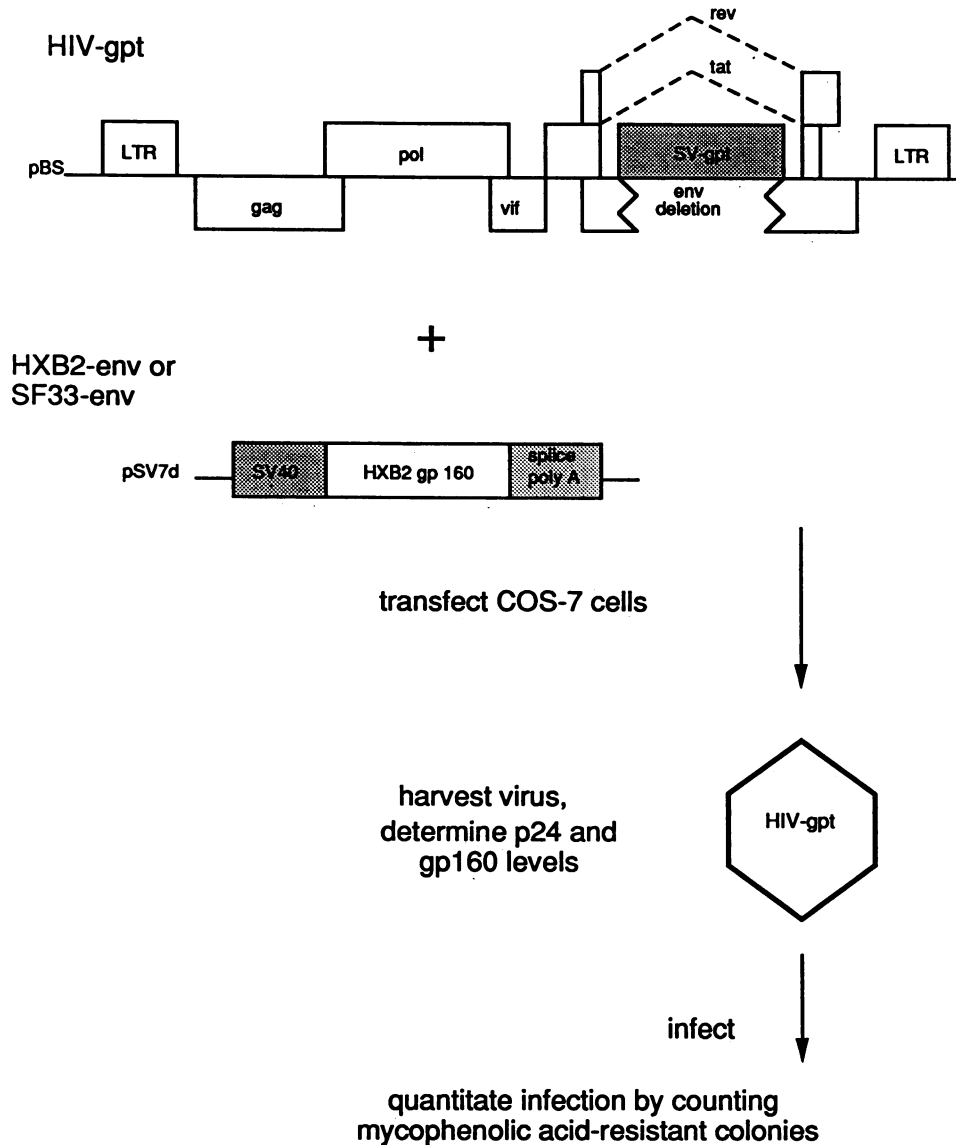 HIV-gpt
rev
tat
LTR
pol
SV-gpt
LTR
pBS
gag
vif
env
deletion
+
HXB2-env or
SF33-env
pSV7d
SV40
HXB2 gp 160
splice
poly A
transfect COS-7 cells
harvest virus,
determine p24 and
gp160 levels
HIV-gpt
infect
quantitate infection by counting
mycophenolic acid-resistant colonies